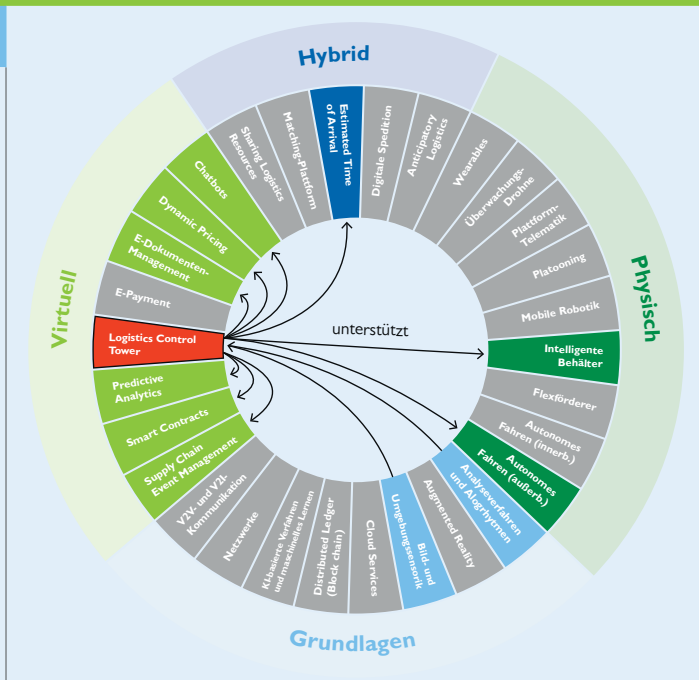 Hybrid
Sharing Logistics
Resources
Matching-Plattform
Estimated Time
of Arrival
Digitale Spedition
Anticipatory
Logistics
Physisch
Wearables
Überwachungs-
Drohne
Plattform-
Telematik
Platooning
Mobile Robotik
Intelligente
Behälter
Flexförderer
Autonomes
Fahren (innerb.)
Autonomes
Fahren (außerb.)
Grundlagen
Analyseverfahren
und Alogrhytmen
Augmented Reality
Bild- und
Umgebungssensorik
Cloud Services
Distributed Ledger
(Block chain)
KI-basierte Verfahren
und maschinelles Lernen
Netzwerke
V2V- und V2I-
Kommunikation
Virtuell
Supply Chain
Event Management
Smart Contracts
Predictive
Analytics
Logistics Control
Tower
E-Payment
E-Dokumenten-
Management
Dynamic Pricing
Chatbots
unterstützt